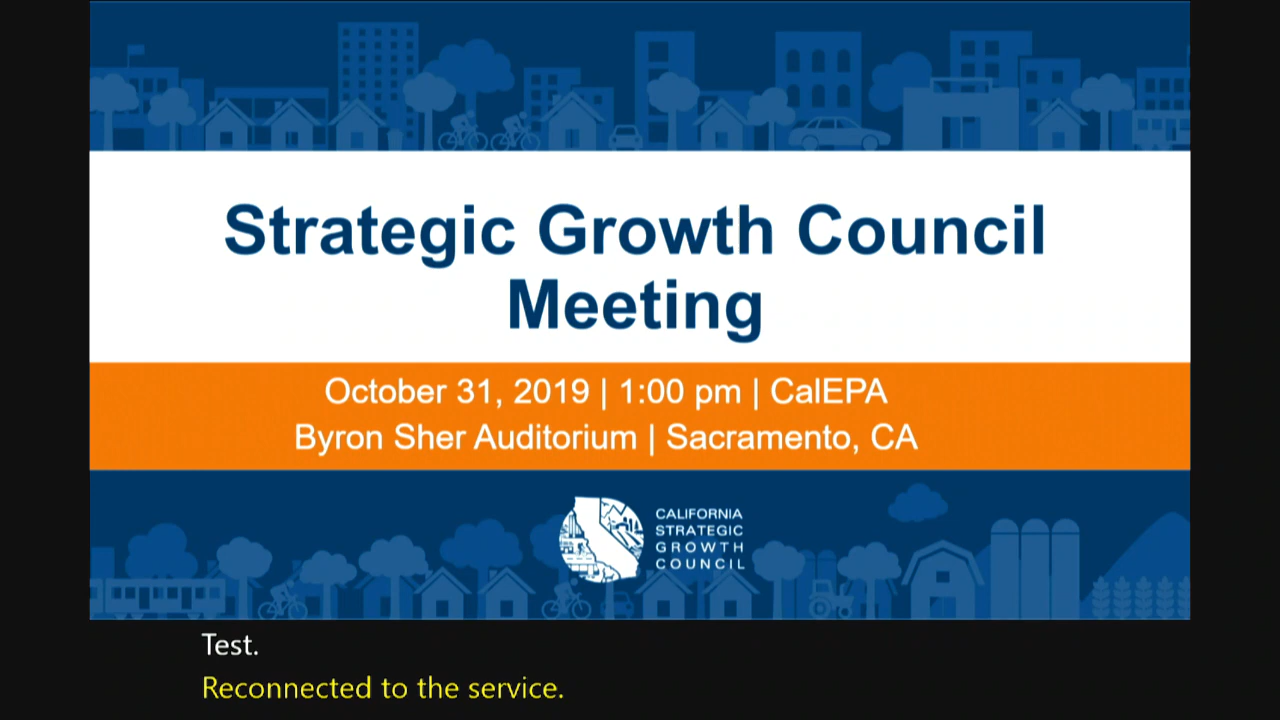 Strategic Growth Council
Meeting
October 31, 2019 | 1:00 pm | CalEPA
Byron Sher Auditorium | Sacramento, CA
CALIFORNIA
STRATEGIC
GROWTH
COUNCIL
Test.
Reconnected to the service.